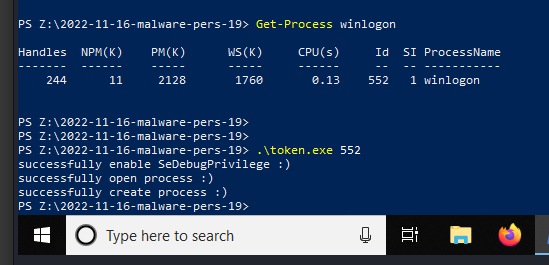 PS Z:\2022-11-16-malware-pers-19> Get-Process winlogon
Handles  NPM(K)    PM(K)      WS(K)     CPU(s)     Id  SI ProcessName
-------  ------    -----      -----     ------     --  -- -----------
    244      11     2128       1760       0.13    552   1 winlogon
PS Z:\2022-11-16-malware-pers-19>
PS Z:\2022-11-16-malware-pers-19>
PS Z:\2022-11-16-malware-pers-19> .\token.exe 552
successfully enable SeDebugPrivilege :)
successfully open process :)
successfully create process :)
PS Z:\2022-11-16-malware-pers-19>
Type here to search